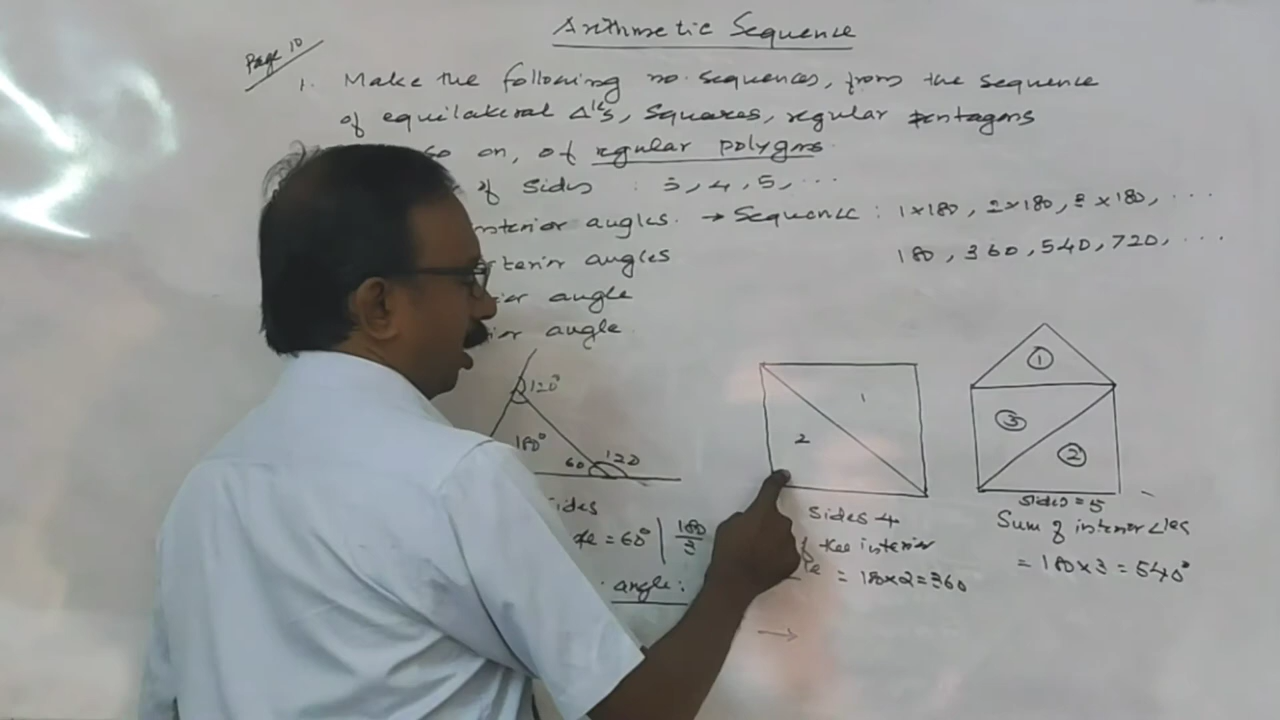 Arithmetic Sequence
Page 10
1. Make the following no. sequences, from the sequence
of equilateral Δles, squares, regular pentagons
so on, of regular polygons
of sides : 3, 4, 5, ...
interior angles. → Sequence : 1×180, 2×180, 3×180, ...
exterior angles 180, 360, 540, 720, ...
angle
angle
120°
180°
60 120
1
2
①
③
②
sides
= 60° | 180/3
angle:
Sides 4
of the interior
= 180×2=360
→
sides = 5
Sum of interior ∠les
= 180×3 = 540°